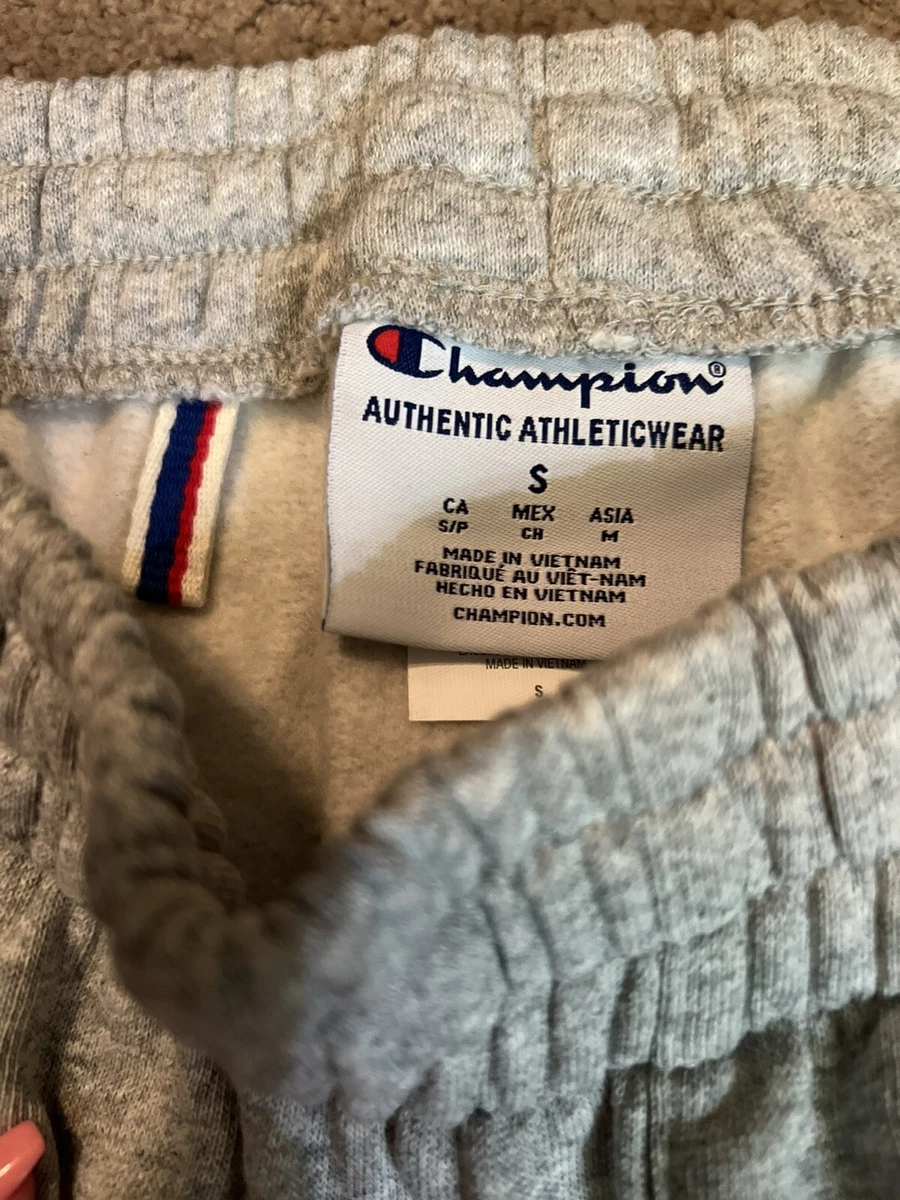 Champion®
AUTHENTIC ATHLETICWEAR
S
CA MEX ASIA
S/P CH M
MADE IN VIETNAM
FABRIQUÉ AU VIÊT-NAM
HECHO EN VIETNAM
CHAMPION.COM
MADE IN VIETNAM
S